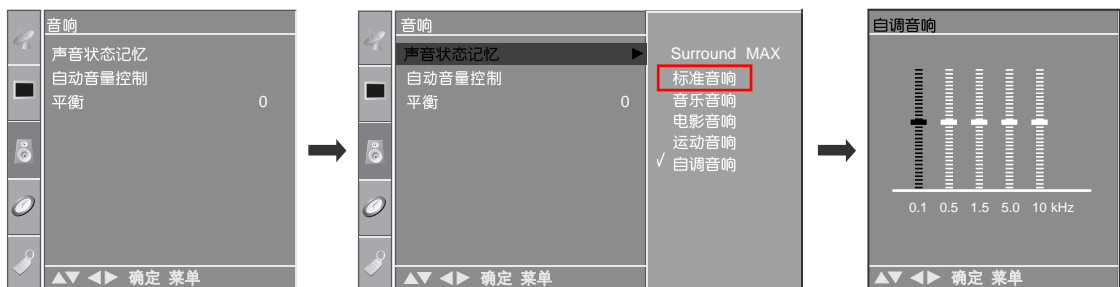 音响
声音状态记忆
自动音量控制
平衡 0
▲▼ ◀▶ 确定 菜单
音响
声音状态记忆 ▶
自动音量控制
平衡 0
▲▼ ◀▶ 确定 菜单
Surround MAX
标准音响
音乐音响
电影音响
运动音响
√ 自调音响
自调音响
0.1 0.5 1.5 5.0 10 kHz
▲▼ ◀▶ 确定 菜单